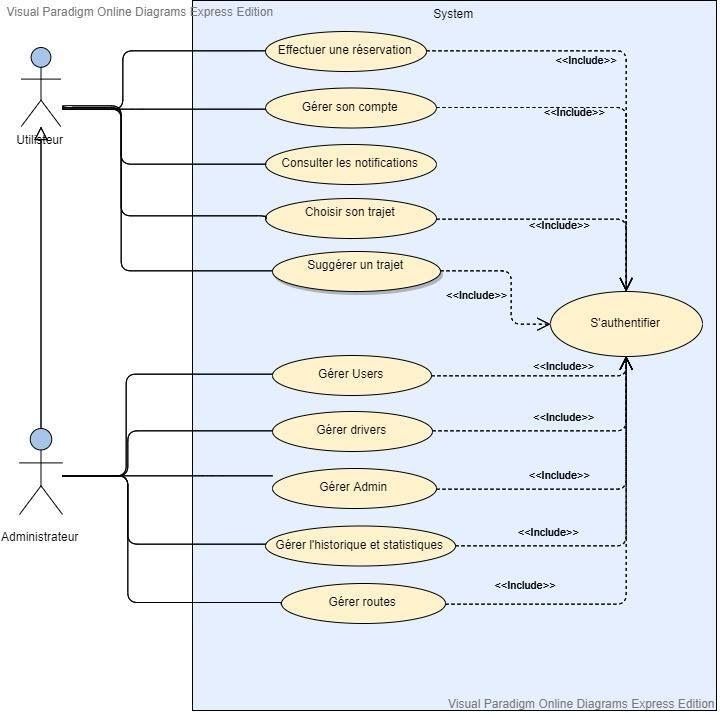 Visual Paradigm Online Diagrams Express Edition
System
Effectuer une réservation
<<Include>>
Gérer son compte
<<Include>>
Utilisteur
Consulter les notifications
Choisir son trajet
<<Include>>
Suggérer un trajet
<<Include>>
S'authentifier
Gérer Users
<<Include>>
Gérer drivers
<<Include>>
Gérer Admin
<<Include>>
Administrateur
Gérer l'historique et statistiques
<<Include>>
Gérer routes
<<Include>>
Visual Paradigm Online Diagrams Express Edition